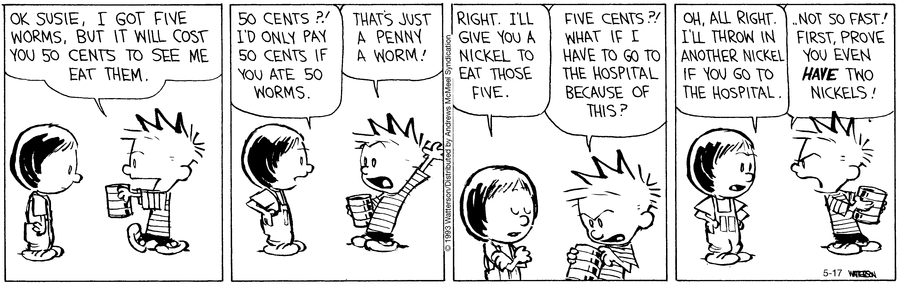 OK SUSIE, I GOT FIVE
WORMS, BUT IT WILL COST
YOU 50 CENTS TO SEE ME
EAT THEM.
50 CENTS?!
I'D ONLY PAY
50 CENTS IF
YOU ATE 50
WORMS.
THAT'S JUST
A PENNY
A WORM!
© 1993 Watterson/Distributed by Andrews McMeel Syndication
RIGHT. I'LL
GIVE YOU A
NICKEL TO
EAT THOSE
FIVE.
FIVE CENTS?!
WHAT IF I
HAVE TO GO TO
THE HOSPITAL
BECAUSE OF
THIS?
OH, ALL RIGHT.
I'LL THROW IN
ANOTHER NICKEL
IF YOU GO TO
THE HOSPITAL.
..NOT SO FAST!
FIRST, PROVE
YOU EVEN
HAVE TWO
NICKELS!
5-17 WATTERSON